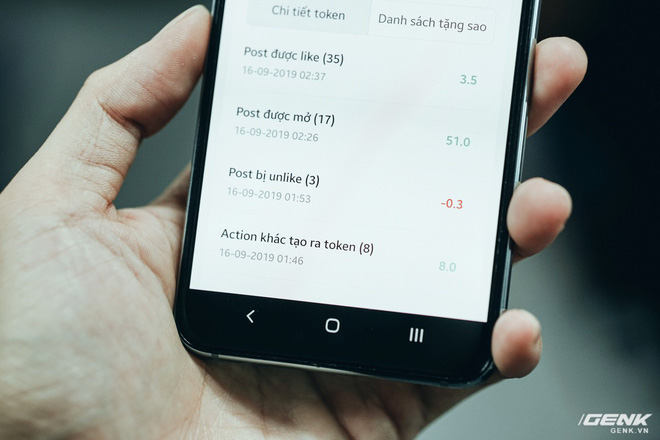 Chi tiết token
Danh sách tặng sao
Post được like (35)
16-09-2019 02:37
3.5
Post được mở (17)
16-09-2019 02:26
51.0
Post bị unlike (3)
16-09-2019 01:53
-0.3
Action khác tạo ra token (8)
16-09-2019 01:46
8.0
GENK
GENK.VN